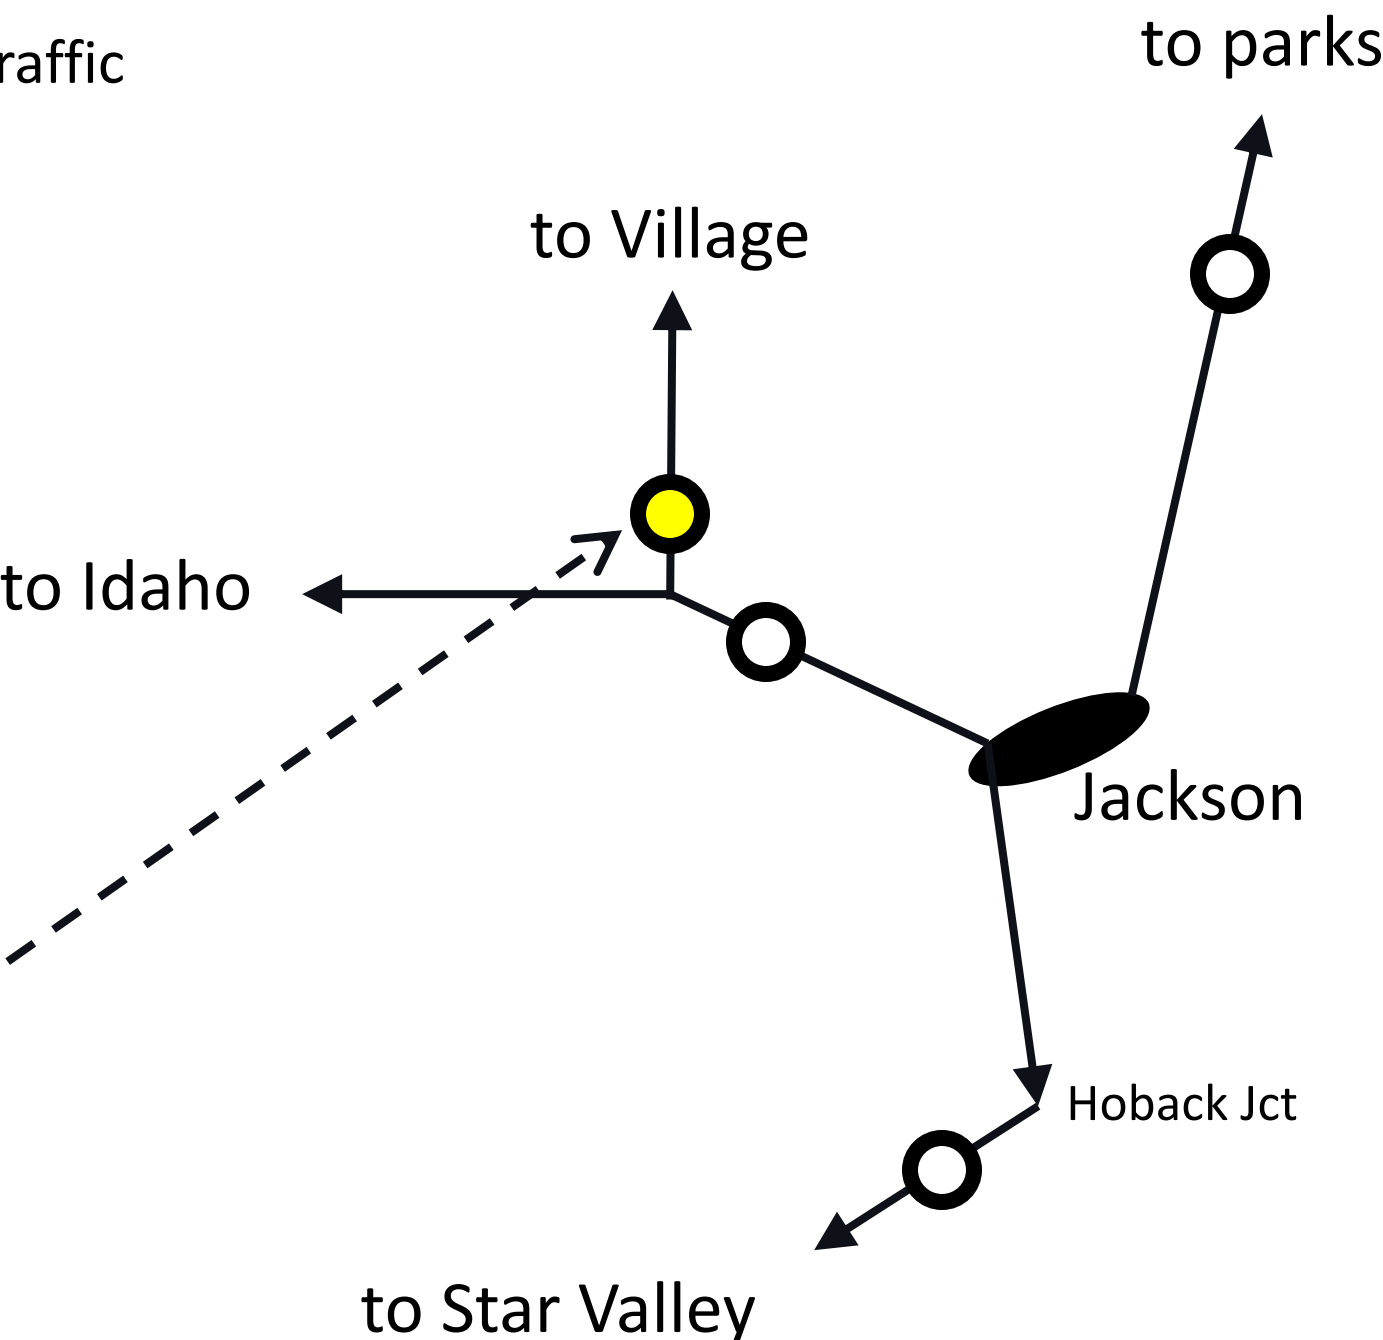 to parks
raffic
to Village
to Idaho
Jackson
Hoback Jct
to Star Valley